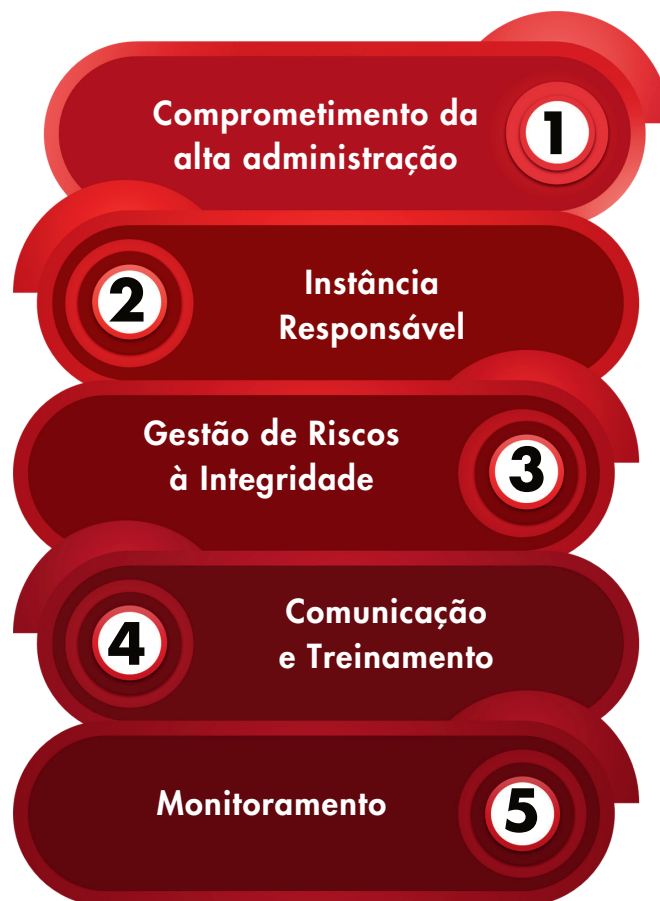 Comprometimento da
alta administração
1
2
Instância
Responsável
Gestão de Riscos
à Integridade
3
4
Comunicação
e Treinamento
Monitoramento
5